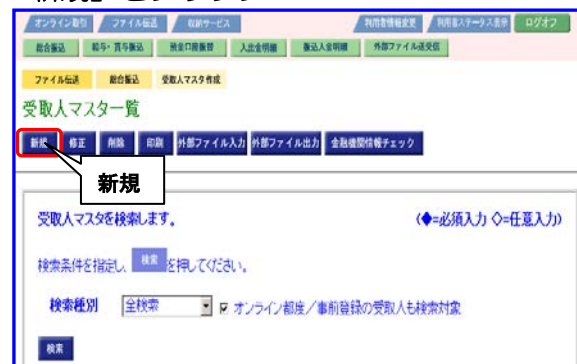 オンライン取引 ファイル伝送 収納サービス 利用者情報変更 利用者ステータス表示 ログオフ
総合振込 給与・賞与振込 預金口座振替 入出金明細 振込入金明細 外部ファイル送受信
ファイル伝送 総合振込 受取人マスタ作成
受取人マスター覧
新規 修正 削除 印刷 外部ファイル入力 外部ファイル出力 金融機関情報チェック
新規
受取人マスタを検索します。 (◆=必須入力 ◇=任意入力)
検索条件を指定し、 検索 を押してください。
検索種別 全検索 オンライン都度/事前登録の受取人も検索対象
検索